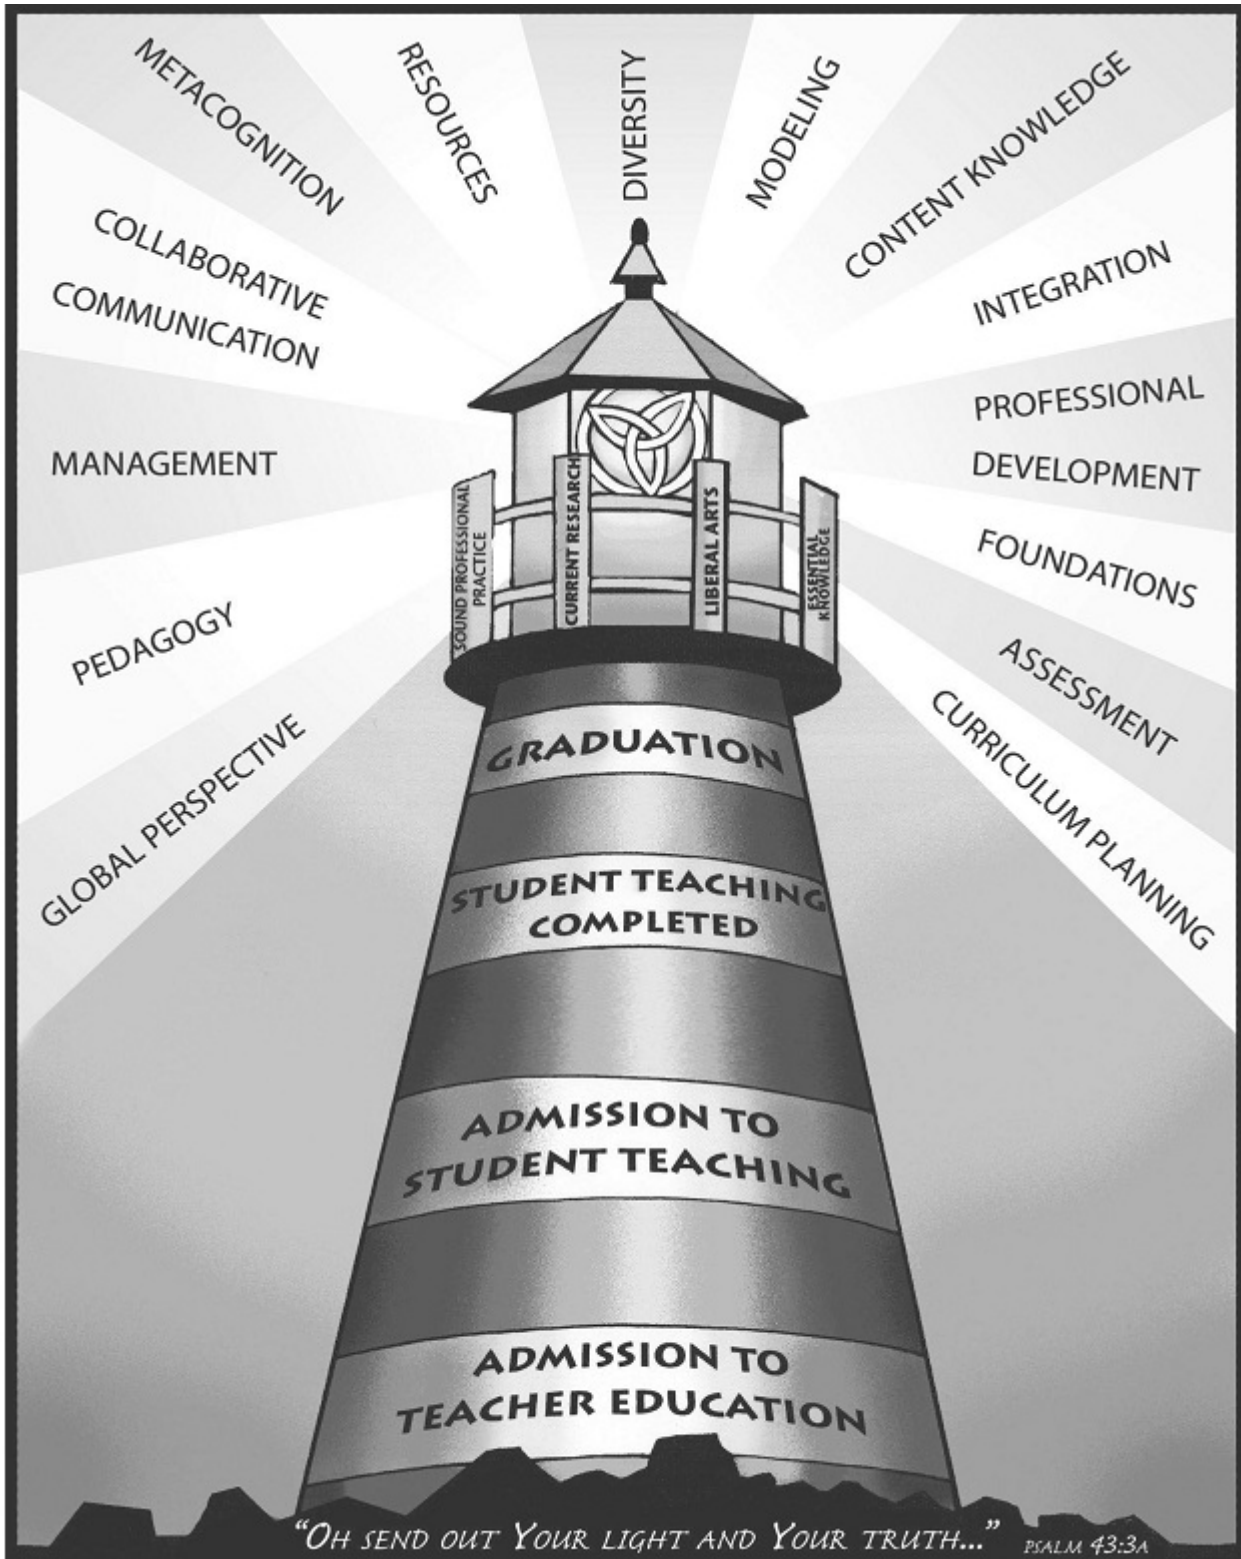 METACOGNITION
RESOURCES
DIVERSITY
MODELING
CONTENT KNOWLEDGE
COLLABORATIVE
COMMUNICATION
INTEGRATION
MANAGEMENT
PROFESSIONAL
DEVELOPMENT
PEDAGOGY
FOUNDATIONS
GLOBAL PERSPECTIVE
ASSESSMENT
CURRICULUM PLANNING
SOUND PROFESSIONAL
PRACTICE
CURRENT RESEARCH
LIBERAL ARTS
ESSENTIAL
KNOWLEDGE
GRADUATION
STUDENT TEACHING
COMPLETED
ADMISSION TO
STUDENT TEACHING
ADMISSION TO
TEACHER EDUCATION
“OH SEND OUT YOUR LIGHT AND YOUR TRUTH...” PSALM 43:3A